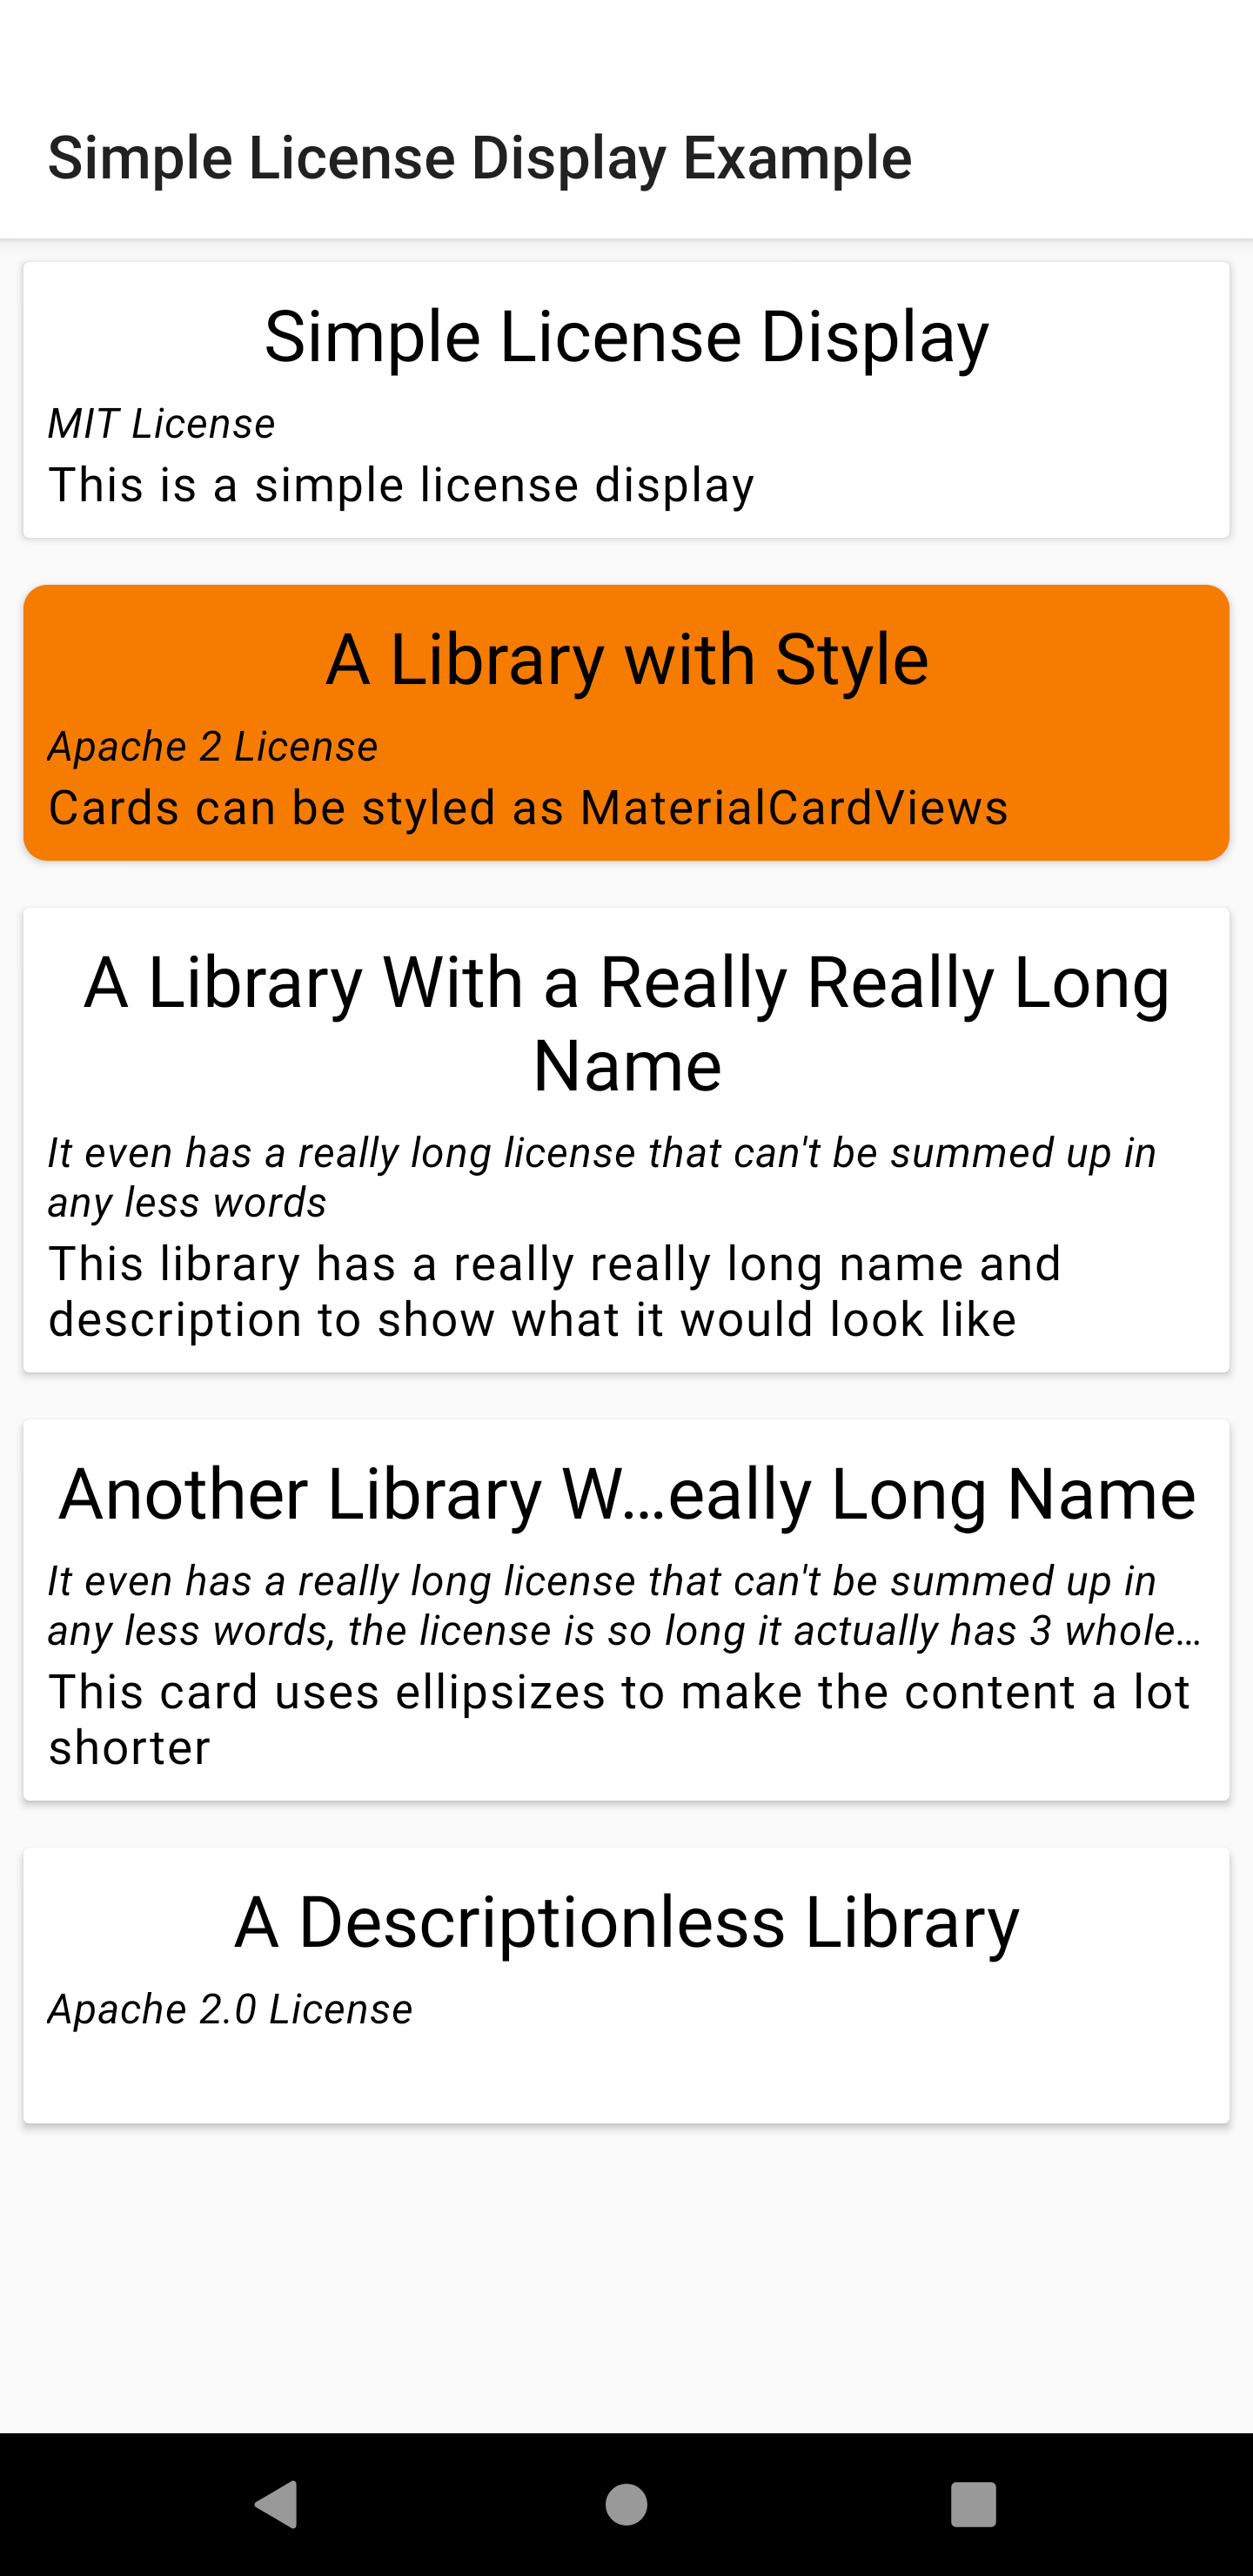 Simple License Display Example
Simple License Display
MIT License
This is a simple license display
A Library with Style
Apache 2 License
Cards can be styled as MaterialCardViews
A Library With a Really Really Long
Name
It even has a really long license that can't be summed up in
any less words
This library has a really really long name and
description to show what it would look like
Another Library W…eally Long Name
It even has a really long license that can't be summed up in
any less words, the license is so long it actually has 3 whole…
This card uses ellipsizes to make the content a lot
shorter
A Descriptionless Library
Apache 2.0 License